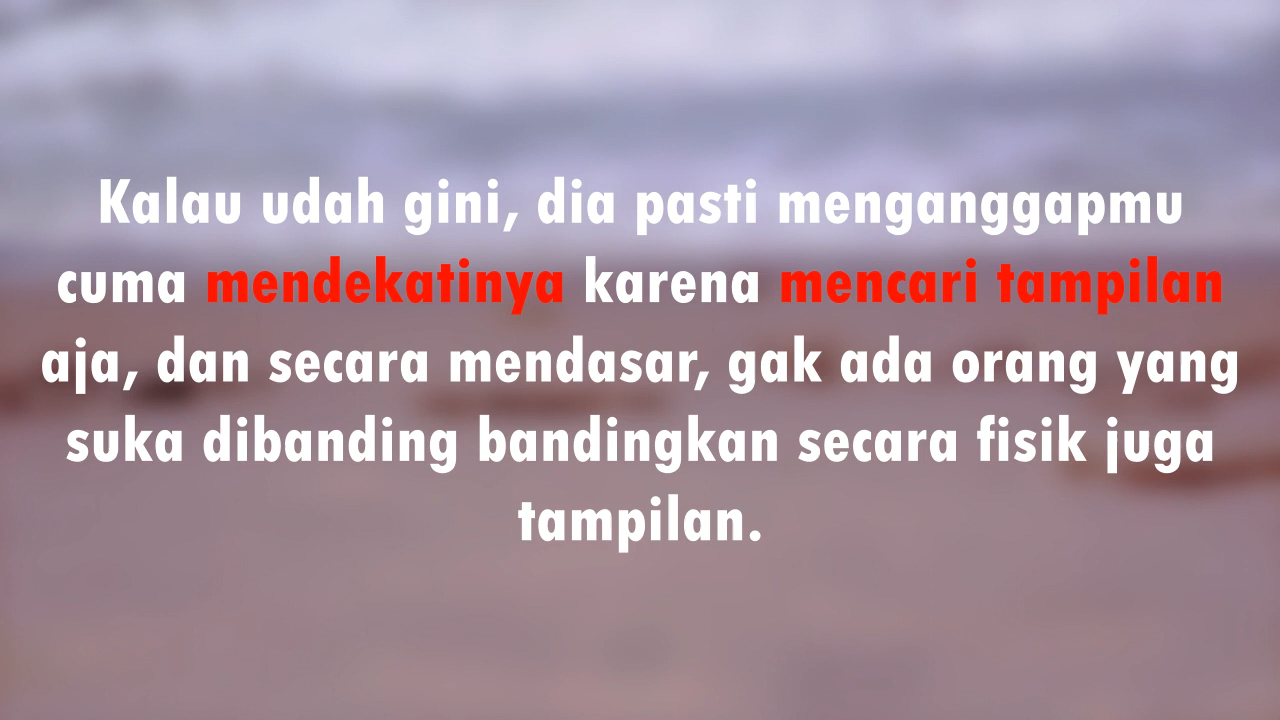 Kalau udah gini, dia pasti menganggapmu
cuma mendekatinya karena mencari tampilan
aja, dan secara mendasar, gak ada orang yang
suka dibanding bandingkan secara fisik juga
tampilan.